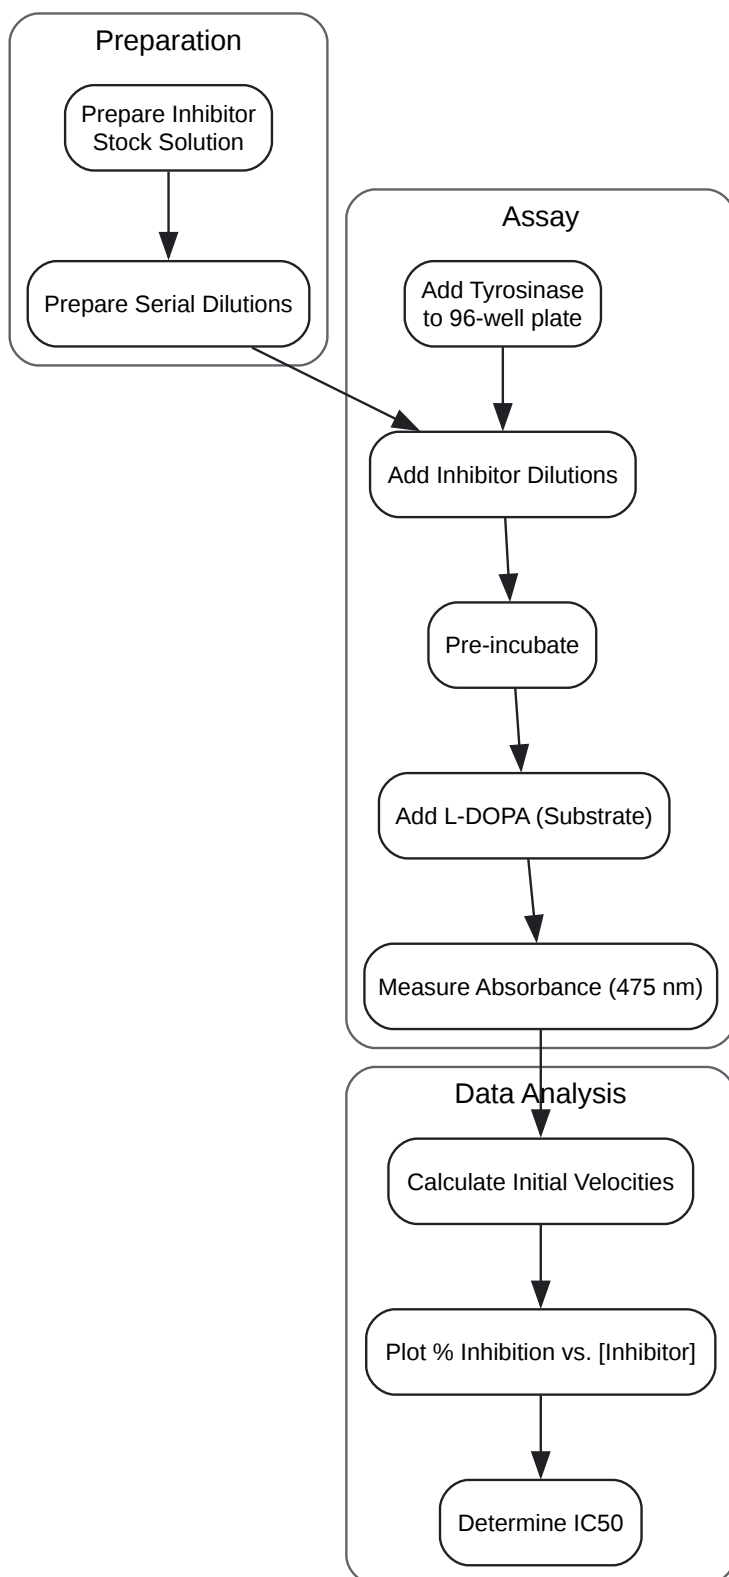 Preparation
Prepare Inhibitor
Stock Solution
Prepare Serial Dilutions
Assay
Add Tyrosinase
to 96-well plate
Add Inhibitor Dilutions
Pre-incubate
Add L-DOPA (Substrate)
Measure Absorbance (475 nm)
Data Analysis
Calculate Initial Velocities
Plot % Inhibition vs. [Inhibitor]
Determine IC50